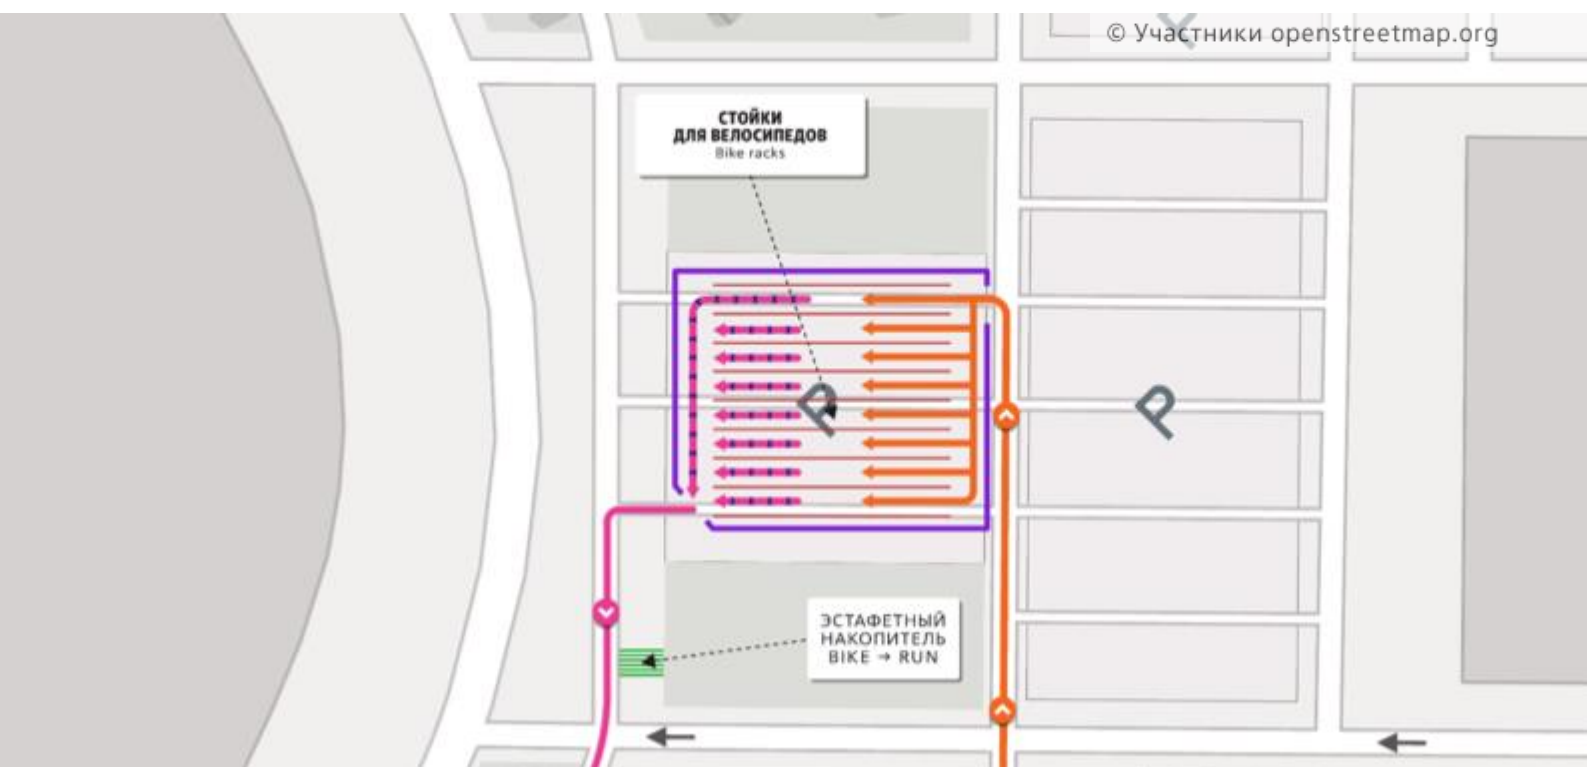 © Участники openstreetmap.org
СТОЙКИ
ДЛЯ ВЕЛОСИПЕДОВ
Bike racks
P
P
ЭСТАФЕТНЫЙ
НАКОПИТЕЛЬ
BIKE → RUN